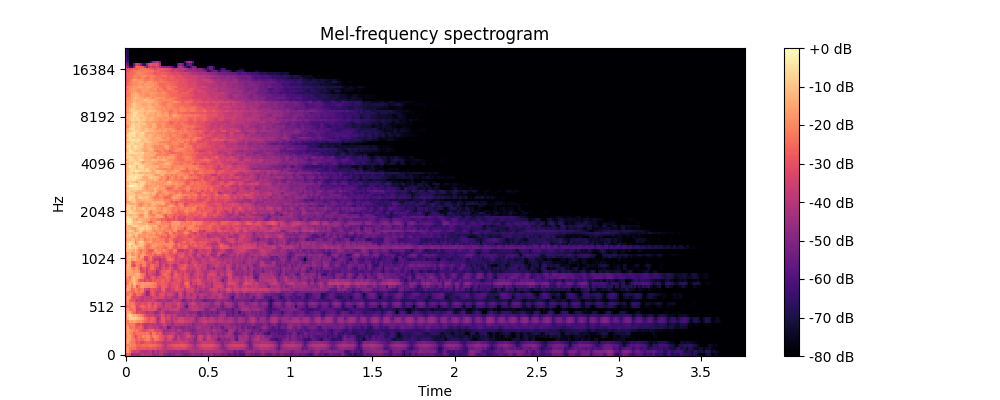 Mel-frequency spectrogram
Hz
16384
8192
4096
2048
1024
512
0
0 0.5 1 1.5 2 2.5 3 3.5
Time
+0 dB
-10 dB
-20 dB
-30 dB
-40 dB
-50 dB
-60 dB
-70 dB
-80 dB